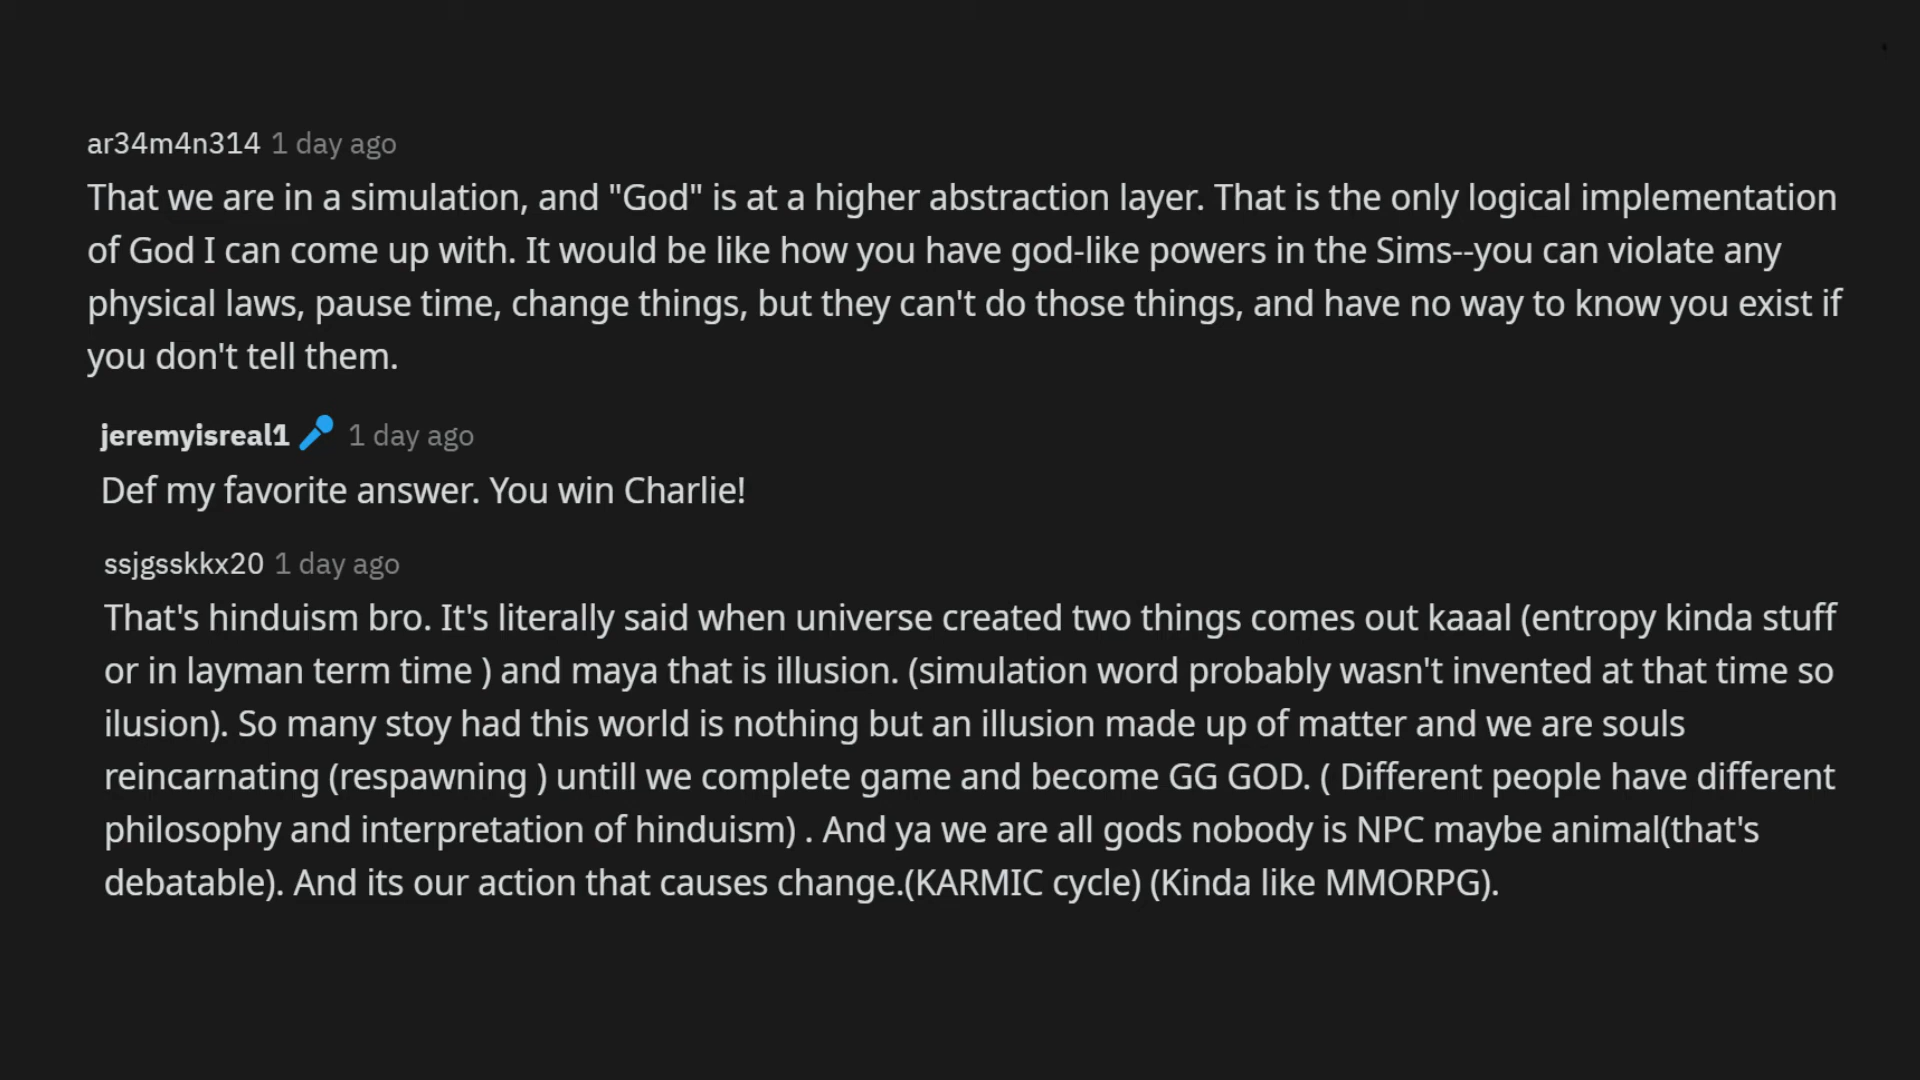 ar34m4n314 1 day ago
That we are in a simulation, and "God" is at a higher abstraction layer. That is the only logical implementation
of God I can come up with. It would be like how you have god-like powers in the Sims--you can violate any
physical laws, pause time, change things, but they can't do those things, and have no way to know you exist if
you don't tell them.
jeremyisreal1 1 day ago
Def my favorite answer. You win Charlie!
ssjgsskkx20 1 day ago
That's hinduism bro. It's literally said when universe created two things comes out kaaal (entropy kinda stuff
or in layman term time ) and maya that is illusion. (simulation word probably wasn't invented at that time so
ilusion). So many stoy had this world is nothing but an illusion made up of matter and we are souls
reincarnating (respawning ) untill we complete game and become GG GOD. ( Different people have different
philosophy and interpretation of hinduism) . And ya we are all gods nobody is NPC maybe animal(that's
debatable). And its our action that causes change.(KARMIC cycle) (Kinda like MMORPG).